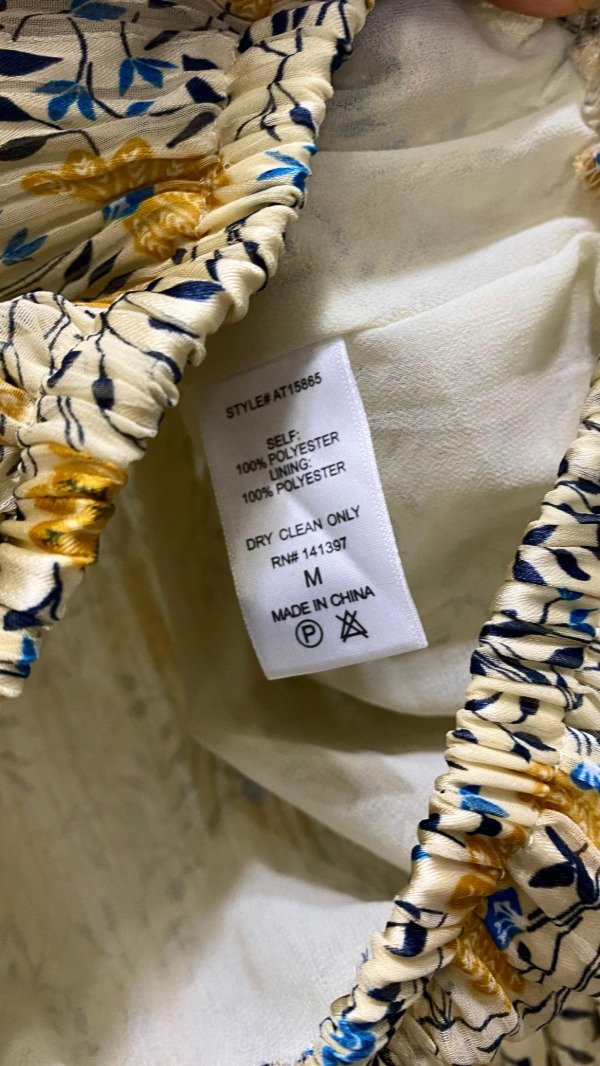 STYLE# AT15865
SELF:
100% POLYESTER
LINING:
100% POLYESTER
DRY CLEAN ONLY
RN# 141397
M
MADE IN CHINA
P